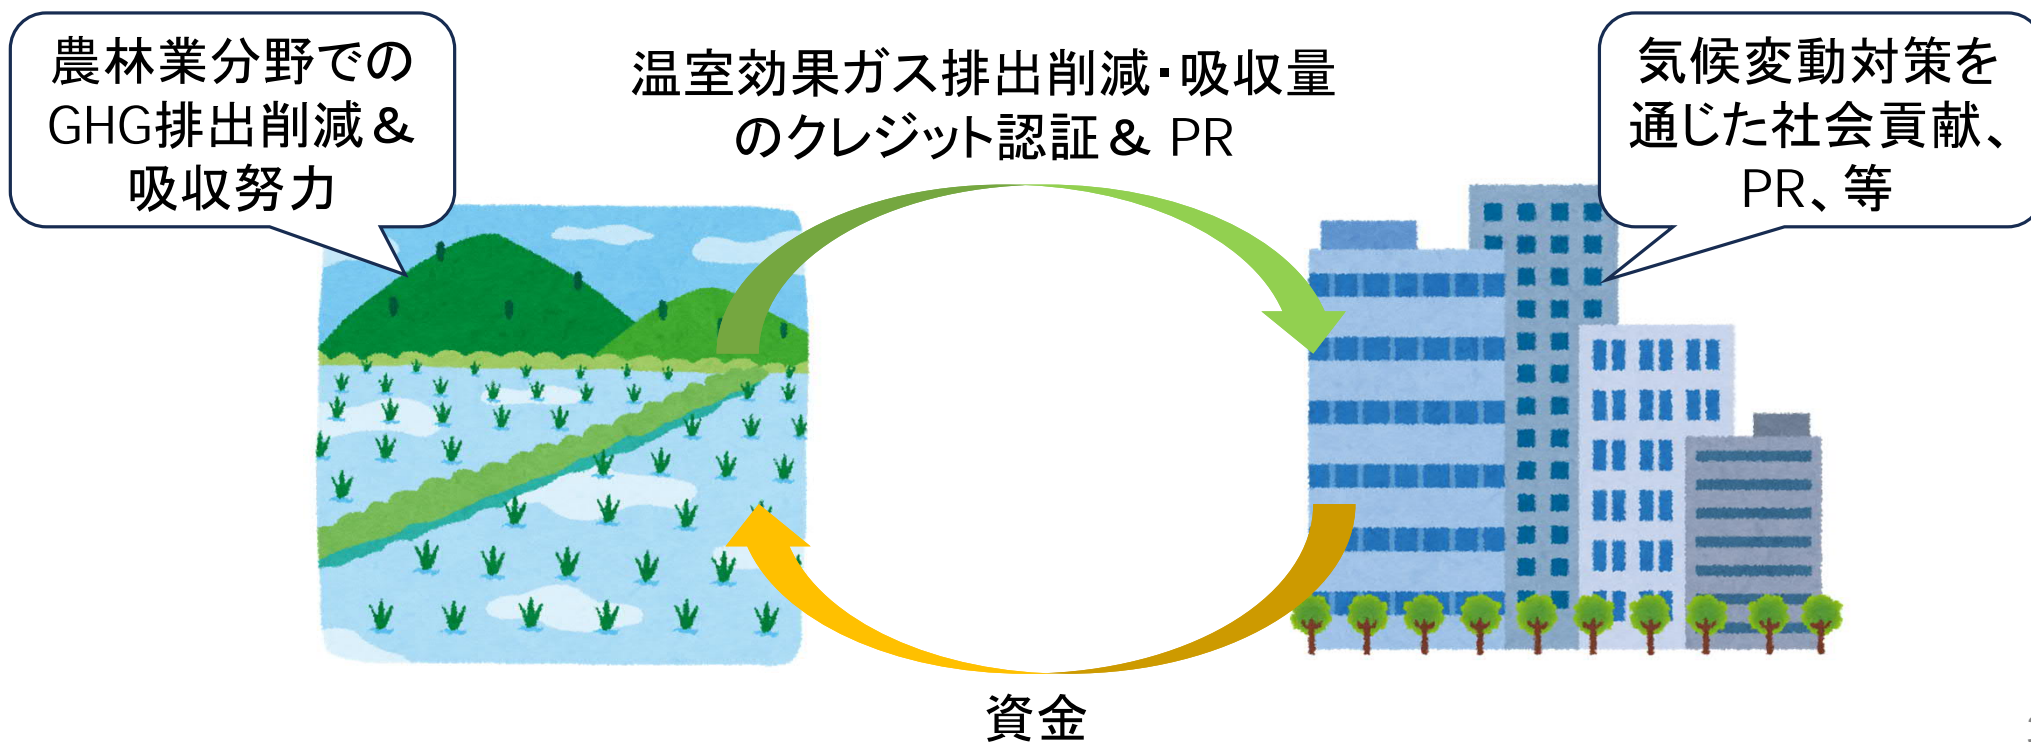 農林業分野での
GHG排出削減&
吸収努力
温室効果ガス排出削減・吸収量
のクレジット認証& PR
気候変動対策を
通じた社会貢献、
PR、等
資金